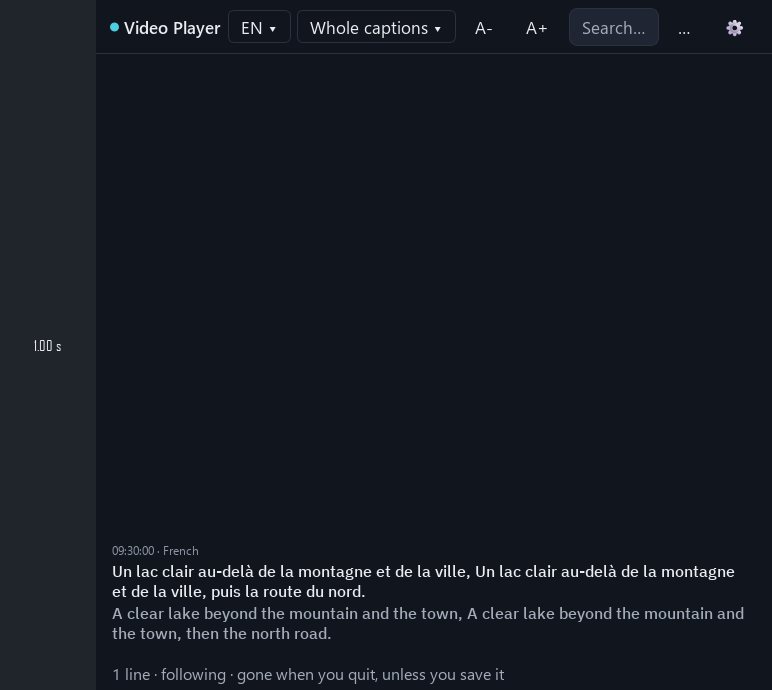 Video Player EN ▾ Whole captions ▾ A- A+ Search... ...
1.00 s
09:30:00 · French
Un lac clair au-delà de la montagne et de la ville, Un lac clair au-delà de la montagne
et de la ville, puis la route du nord.
A clear lake beyond the mountain and the town, A clear lake beyond the mountain and
the town, then the north road.
1 line · following · gone when you quit, unless you save it